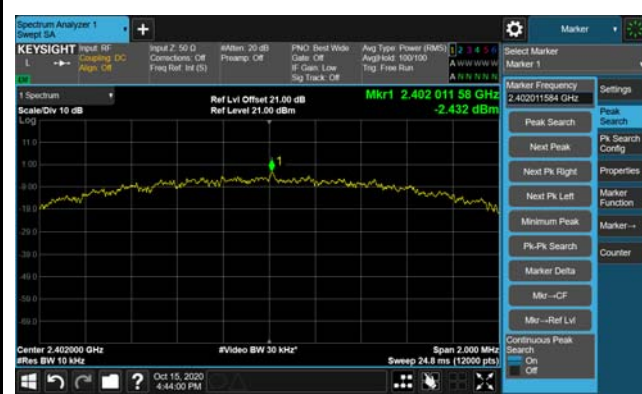 Spectrum Analyzer 1
Swept SA
+
Marker
KEYSIGHT
L
Input: RF
Coupling: DC
Align: Off
Input Z: 50 Ω
Corrections: Off
Freq Ref: Int (S)
#Atten: 20 dB
Preamp: Off
PNO: Best Wide
Gate: Off
IF Gain: Low
Sig Track: Off
Avg Type: Power (RMS)
Avg|Hold: 100/100
Trig: Free Run
1 2 3 4 5 6
A W W W W W
A N N N N N
Select Marker
Marker 1
1 Spectrum
Scale/Div 10 dB
Log
Ref Lvl Offset 21.00 dB
Ref Level 21.00 dBm
Mkr1 2.402 011 58 GHz
-2.432 dBm
11.0
1.00
-9.00
-19.0
-29.0
-39.0
-49.0
-59.0
-69.0
1
Center 2.402000 GHz
#Res BW 10 kHz
#Video BW 30 kHz*
Span 2.000 MHz
Sweep 24.8 ms (12000 pts)
Marker Frequency
2.402011584 GHz
Peak Search
Next Peak
Next Pk Right
Next Pk Left
Minimum Peak
Pk-Pk Search
Marker Delta
Mkr→CF
Mkr→Ref Lvl
Continuous Peak
Search
On
Off
Settings
Peak
Search
Pk Search
Config
Properties
Marker
Function
Marker→
Counter
?
Oct 15, 2020
4:44:00 PM